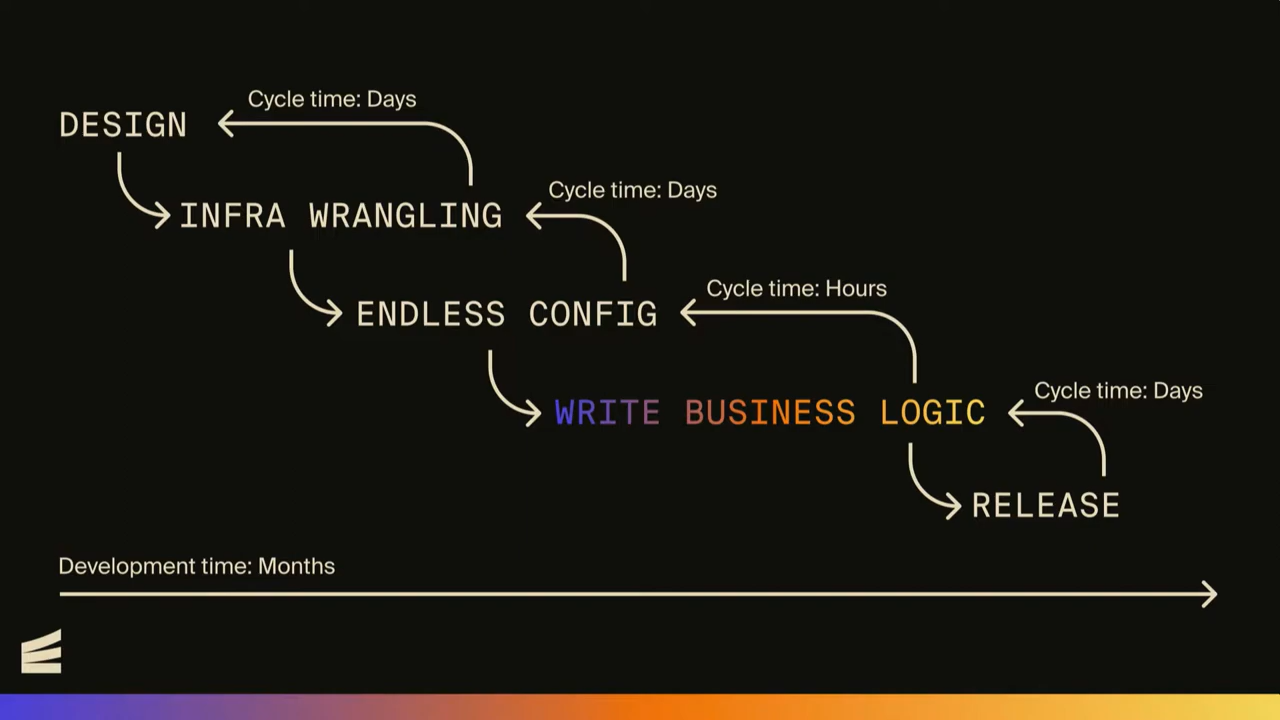 Cycle time: Days
DESIGN
Cycle time: Days
INFRA WRANGLING
Cycle time: Hours
ENDLESS CONFIG
Cycle time: Days
WRITE BUSINESS LOGIC
RELEASE
Development time: Months